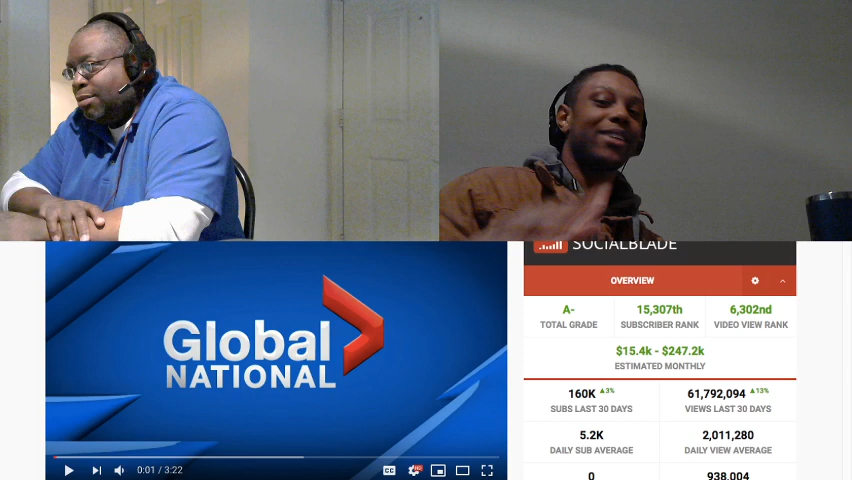 Global
NATIONAL
0:01 / 3:22
CC
HD
SOCIALBLADE
OVERVIEW
A-
TOTAL GRADE
15,307th
SUBSCRIBER RANK
6,302nd
VIDEO VIEW RANK
$15.4k - $247.2k
ESTIMATED MONTHLY
160K 3%
SUBS LAST 30 DAYS
61,792,094 13%
VIEWS LAST 30 DAYS
5.2K
DAILY SUB AVERAGE
2,011,280
DAILY VIEW AVERAGE
0
938,004